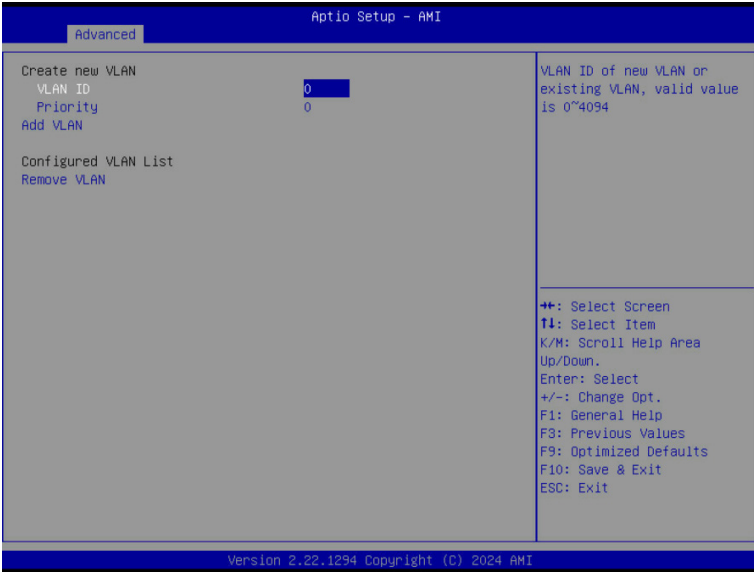 Aptio Setup - AMI
Advanced
Create new VLAN
VLAN ID 0
Priority 0
Add VLAN
Configured VLAN List
Remove VLAN
VLAN ID of new VLAN or
existing VLAN, valid value
is 0~4094
→←: Select Screen
↑↓: Select Item
K/M: Scroll Help Area
Up/Down.
Enter: Select
+/-: Change Opt.
F1: General Help
F3: Previous Values
F9: Optimized Defaults
F10: Save & Exit
ESC: Exit
Version 2.22.1294 Copyright (C) 2024 AMI